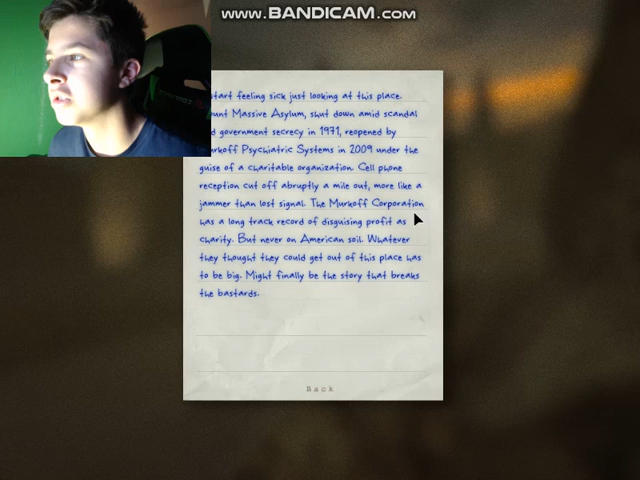 www.BANDICAM.com
start feeling sick just looking at this place.
unt Massive Asylum, shut down amid scandal
d government secrecy in 1971, reopened by
rkoff Psychiatric Systems in 2009 under the
guise of a charitable organization. Cell phone
reception cut off abruptly a mile out, more like a
jammer than lost signal. The Murkoff Corporation
has a long track record of disguising profit as
charity. But never on American soil. Whatever
they thought they could get out of this place has
to be big. Might finally be the story that breaks
the bastards.
Back